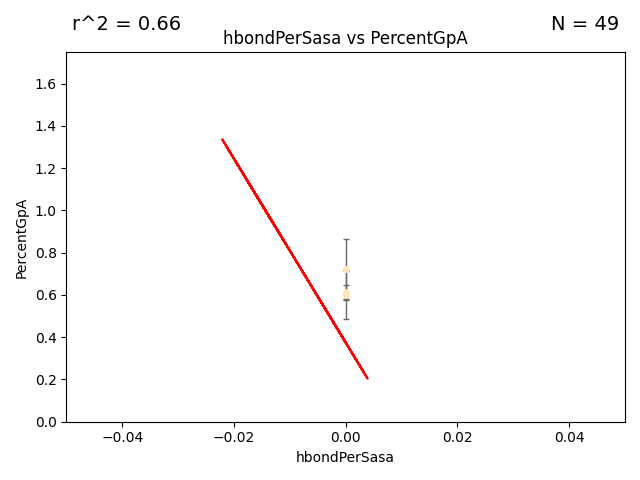 r^2 = 0.66
N = 49
hbondPerSasa vs PercentGpA
1.6
1.4
1.2
1.0
0.8
0.6
0.4
0.2
0.0
PercentGpA
−0.04
−0.02
0.00
0.02
0.04
hbondPerSasa